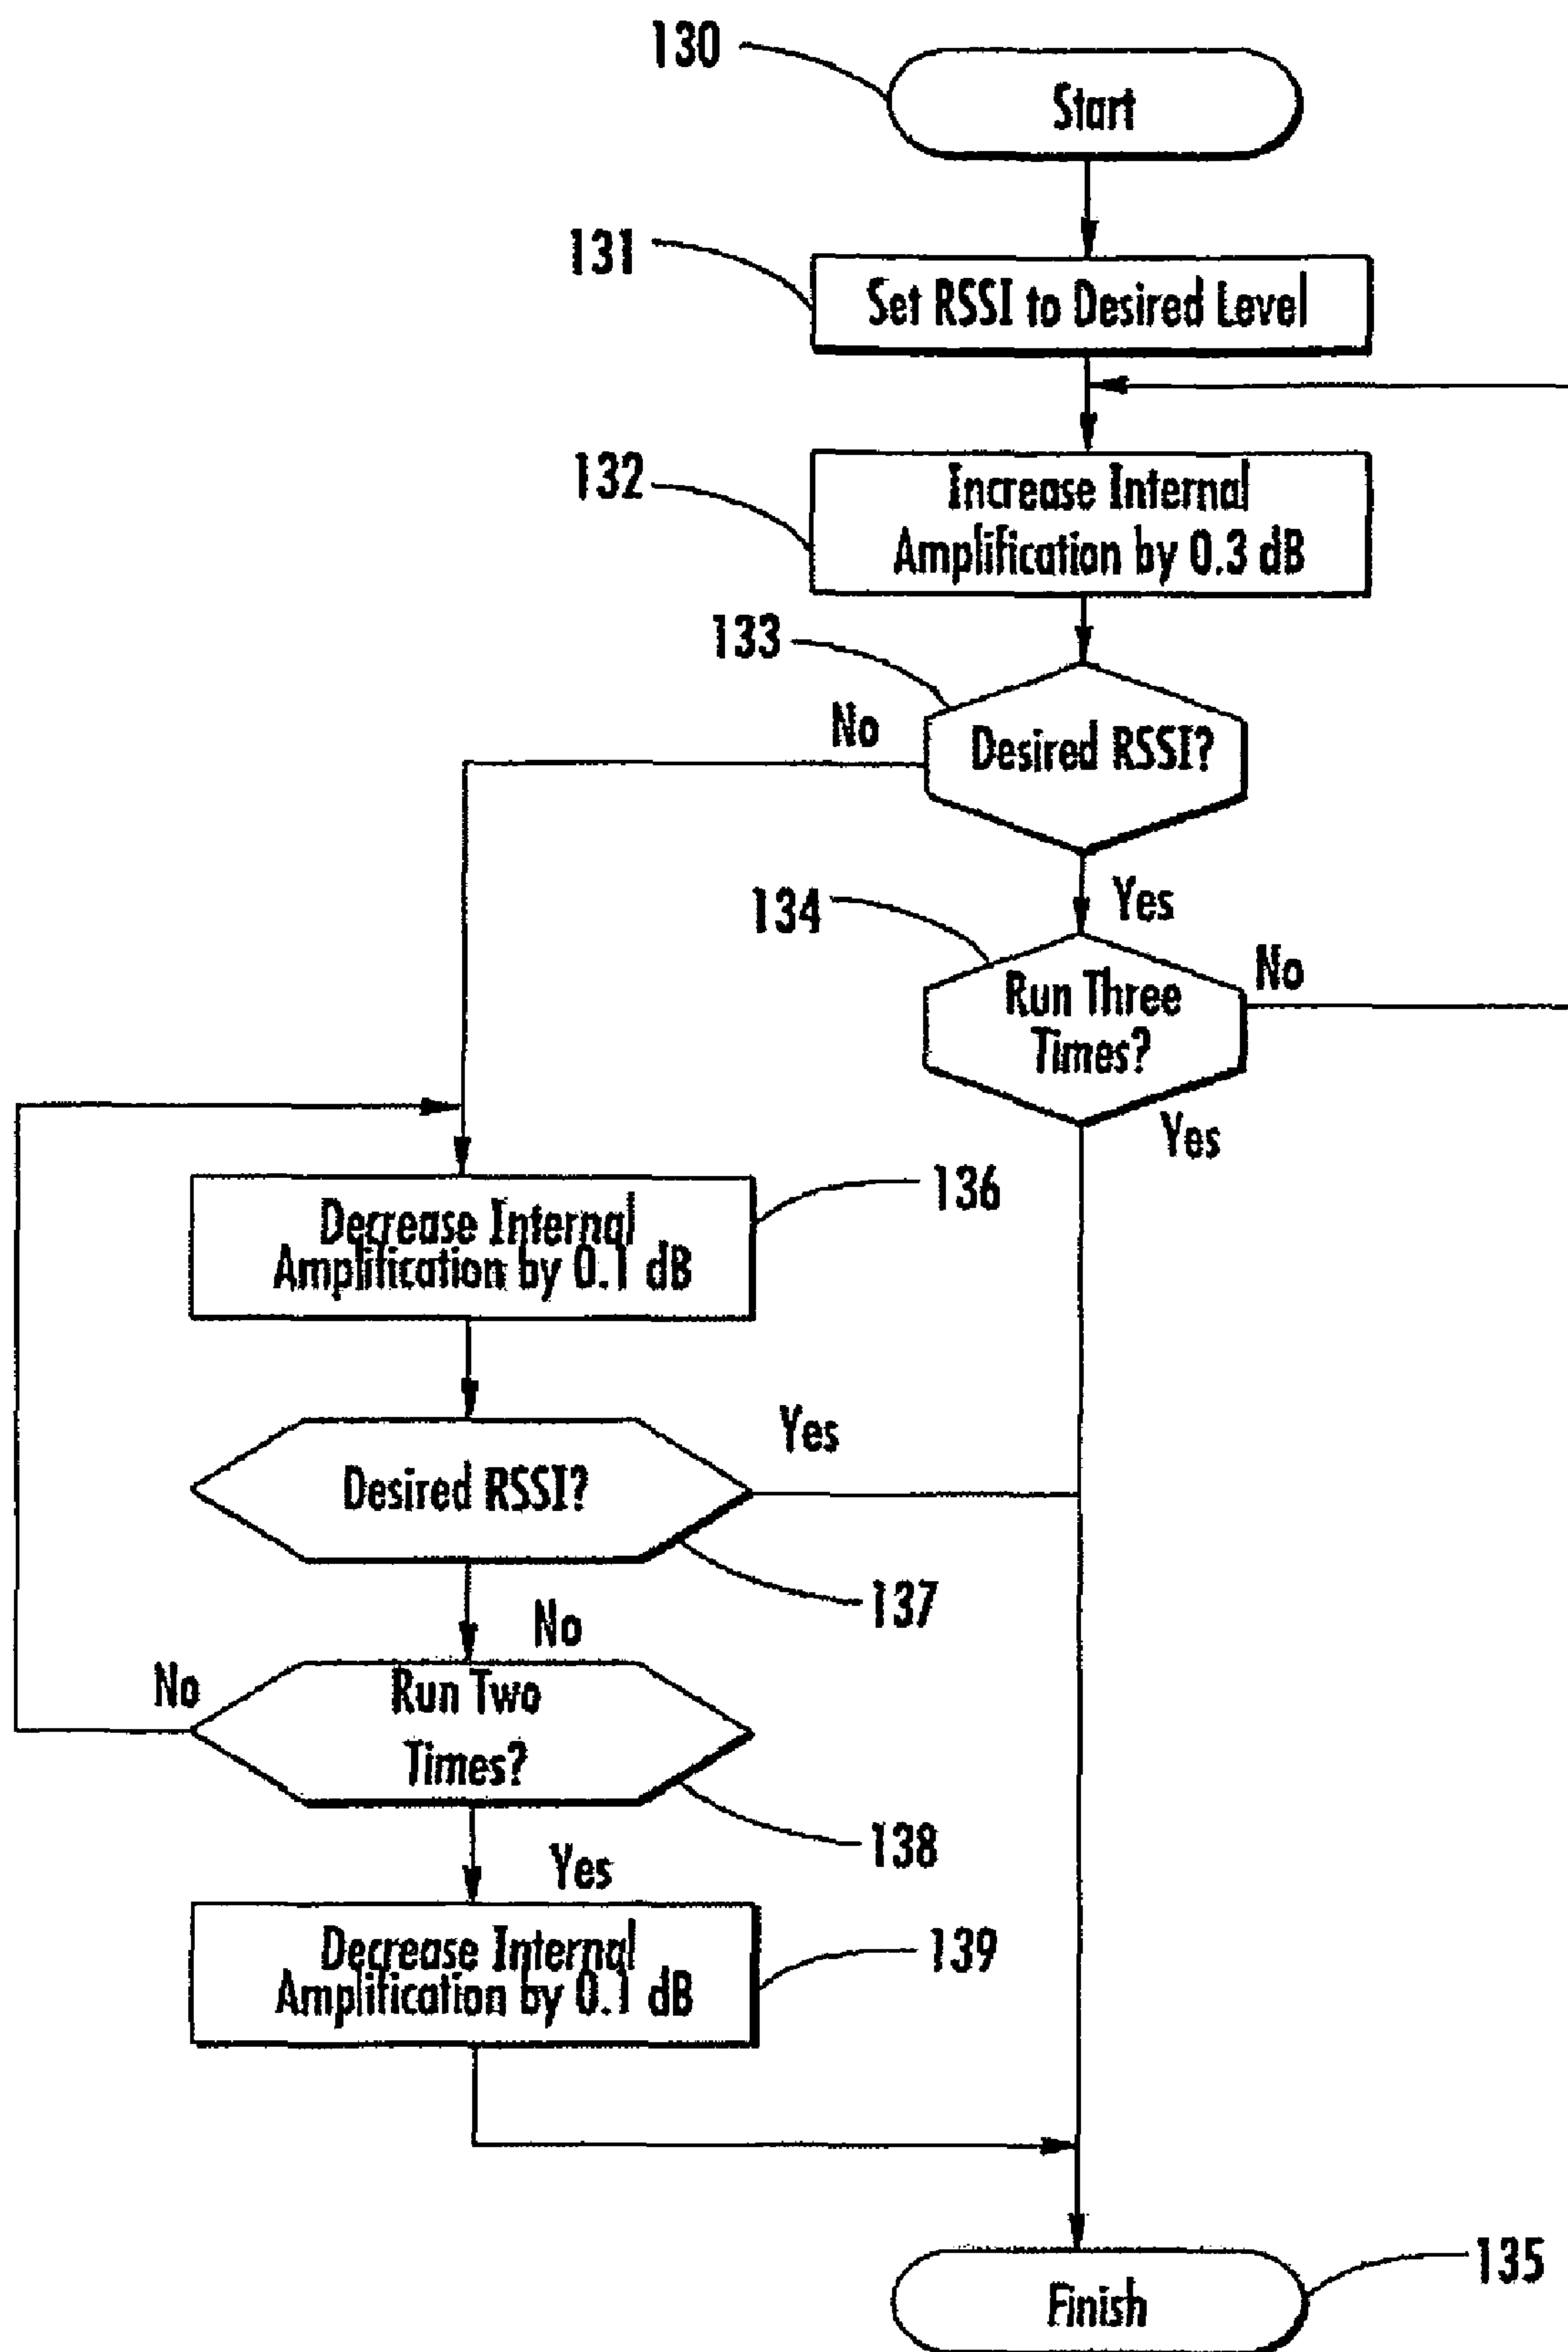 130
Start
131
Set RSSI to Desired Level
132
Increase Internal
Amplification by 0.3 dB
133
No
Desired RSSI?
Yes
134
No
Run Three
Times?
Yes
136
Decrease Internal
Amplification by 0.1 dB
Yes
Desired RSSI?
137
No
No
Run Two
Times?
138
Yes
Decrease Internal
Amplification by 0.1 dB
139
135
Finish